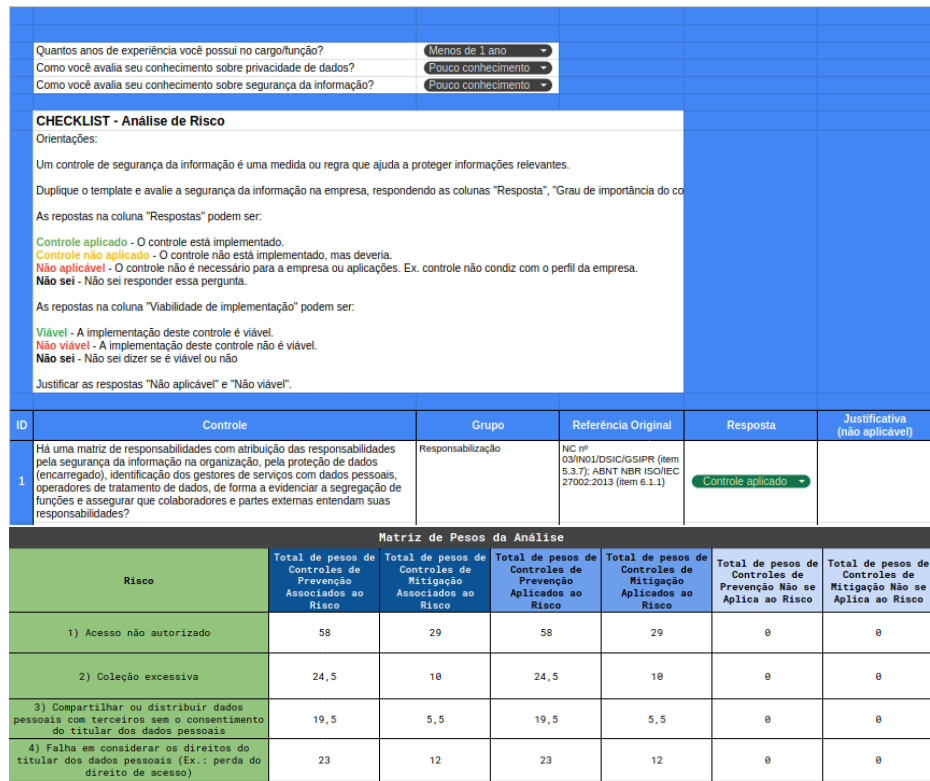 Quantos anos de experiência você possui no cargo/função? Menos de 1 ano
Como você avalia seu conhecimento sobre privacidade de dados? Pouco conhecimento
Como você avalia seu conhecimento sobre segurança da informação? Pouco conhecimento
CHECKLIST - Análise de Risco
Orientações:
Um controle de segurança da informação é uma medida ou regra que ajuda a proteger informações relevantes.
Duplique o template e avalie a segurança da informação na empresa, respondendo as colunas "Resposta", "Grau de importância do co
As repostas na coluna "Respostas" podem ser:
Controle aplicado - O controle está implementado.
Controle não aplicado - O controle não está implementado, mas deveria.
Não aplicável - O controle não é necessário para a empresa ou aplicações. Ex. controle não condiz com o perfil da empresa.
Não sei - Não sei responder essa pergunta.
As repostas na coluna "Viabilidade de implementação" podem ser:
Viável - A implementação deste controle é viável.
Não viável - A implementação deste controle não é viável.
Não sei - Não sei dizer se é viável ou não
Justificar as respostas "Não aplicável" e "Não viável".
ID Controle Grupo Referência Original Resposta Justificativa
(não aplicável)
1
Há uma matriz de responsabilidades com atribuição das responsabilidades
pela segurança da informação na organização, pela proteção de dados
(encarregado), identificação dos gestores de serviços com dados pessoais,
operadores de tratamento de dados, de forma a evidenciar a segregação de
funções e assegurar que colaboradores e partes externas entendam suas
responsabilidades?
Responsabilização
NC nº
03/IN01/DSIC/GSIPR (item
5.3.7); ABNT NBR ISO/IEC
27002:2013 (item 6.1.1)
Controle aplicado
Matriz de Pesos da Análise
Risco
Total de pesos de
Controles de
Prevenção
Associados ao
Risco
Total de pesos de
Controles de
Mitigação
Associados ao
Risco
Total de pesos de
Controles de
Prevenção
Aplicados ao
Risco
Total de pesos de
Controles de
Mitigação
Aplicados ao
Risco
Total de pesos de
Controles de
Prevenção Não se
Aplica ao Risco
Total de pesos de
Controles de
Mitigação Não se
Aplica ao Risco
1) Acesso não autorizado 58 29 58 29 0 0
2) Coleção excessiva 24,5 10 24,5 10 0 0
3) Compartilhar ou distribuir dados
pessoais com terceiros sem o consentimento
do titular dos dados pessoais
19,5 5,5 19,5 5,5 0 0
4) Falha em considerar os direitos do
titular dos dados pessoais (Ex.: perda do
direito de acesso)
23 12 23 12 0 0